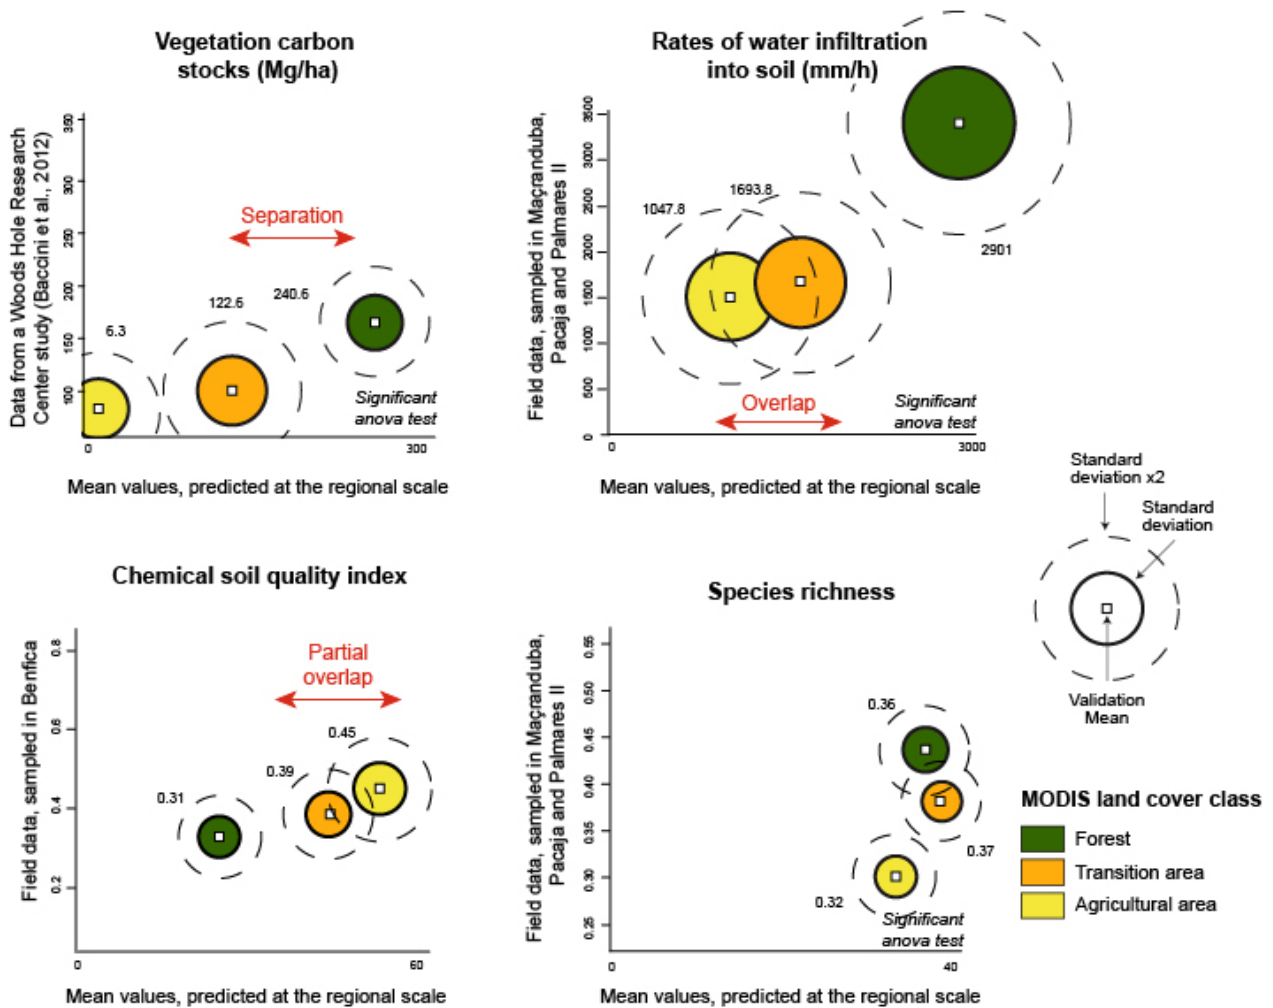 Vegetation carbon
stocks (Mg/ha)
Data from a Woods Hole Research
Center study (Baccini et al., 2012)
350
300
250
200
150
100
Separation
6.3
122.6
240.6
Significant
anova test
0
300
Mean values, predicted at the regional scale
Rates of water infiltration
into soil (mm/h)
Field data, sampled in Maçranduba,
Pacaja and Palmares II
3500
3000
2500
2000
1500
1000
500
0
1047.8
1693.8
2901
Overlap
Significant
anova test
0
3000
Mean values, predicted at the regional scale
Chemical soil quality index
Field data, sampled in Benfica
0.8
0.6
0.4
0.2
Partial
overlap
0.31
0.39
0.45
0
60
Mean values, predicted at the regional scale
Species richness
Field data, sampled in Maçranduba,
Pacaja and Palmares II
0.55
0.50
0.45
0.40
0.35
0.30
0.25
0.36
0.37
0.32
Significant
anova test
0
40
Mean values, predicted at the regional scale
Standard
deviation x2
Standard
deviation
Validation
Mean
MODIS land cover class
Forest
Transition area
Agricultural area